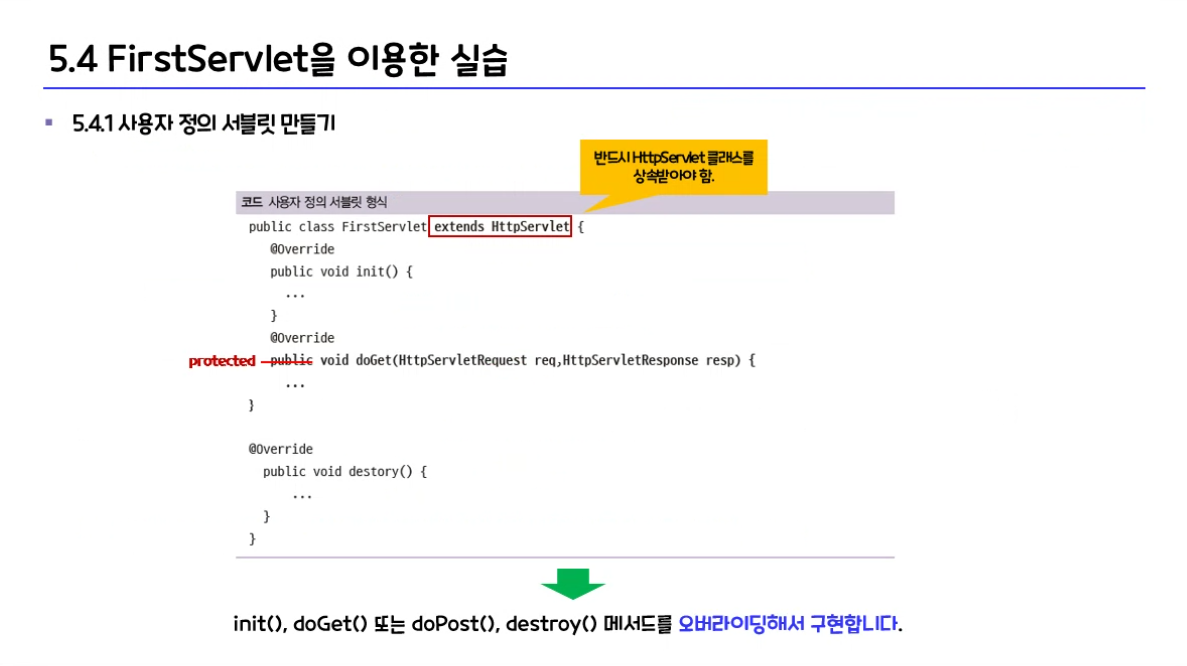 5.4 FirstServlet을 이용한 실습
▪ 5.4.1 사용자 정의 서블릿 만들기
반드시 HttpServlet 클래스를
상속받아야 함.
코드 사용자 정의 서블릿 형식
public class FirstServlet extends HttpServlet {
@Override
public void init() {
...
}
@Override
protected public void doGet(HttpServletRequest req,HttpServletResponse resp) {
...
}
@Override
public void destory() {
...
}
}
init(), doGet() 또는 doPost(), destroy() 메서드를 오버라이딩해서 구현합니다.